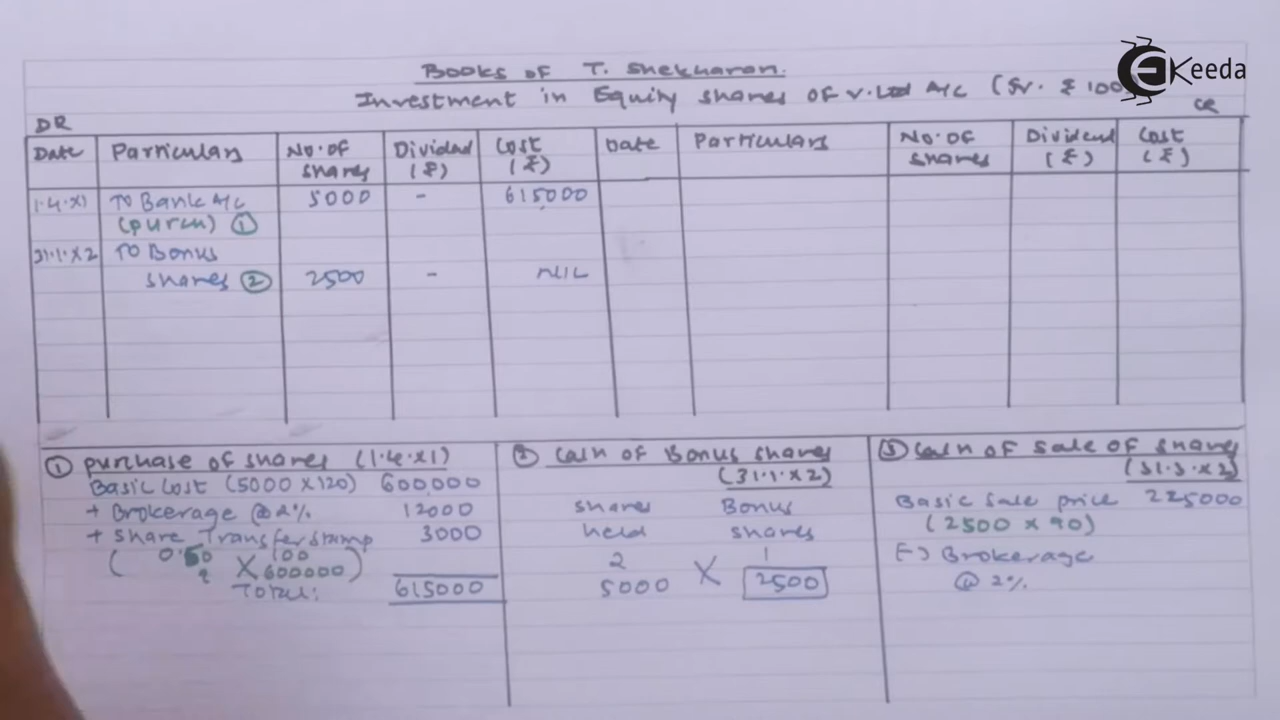 Books of T. Shekharan.
Investment in Equity shares of V. Ltd A/C (FV. ₹ 100
Keeda
DR
CR
Date Particulars No. of shares Dividend (₹) Cost (₹) Date Particulars No. of shares Dividend (₹) Cost (₹)
1.4.X1 To Bank A/c 5000 - 615000
(purch) ①
31.1.X2 To Bonus
shares ② 2500 - NIL
① purchase of shares (1.4.X1)
Basic Cost (5000 X 120) 600,000
+ Brokerage @ 2% 12000
+ share Transfer stamp 3000
( 0.50 X 600000)
100
Total: 615000
② Caln of Bonus shares
(31.1.X2)
shares Bonus
held shares
2 1
5000 X 2500
③ Caln of sale of shares
(31.3.X2)
Basic sale price 225000
(2500 X 90)
(-) Brokerage
@ 2%